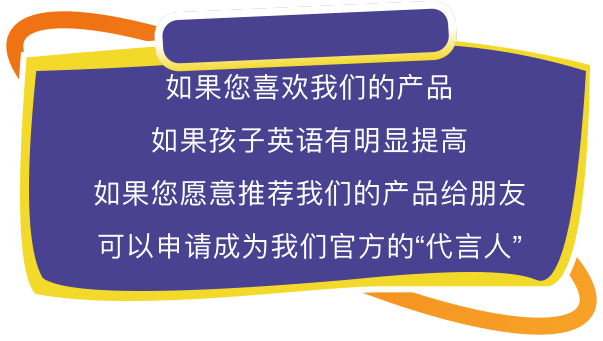 如果您喜欢我们的产品
如果孩子英语有明显提高
如果您愿意推荐我们的产品给朋友
可以申请成为我们官方的“代言人”